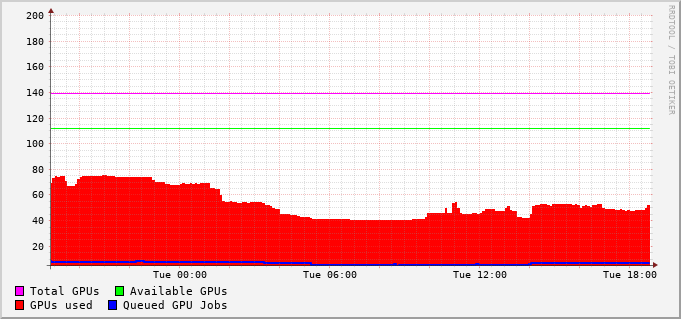 200
180
160
140
120
100
80
60
40
20
Tue 00:00 Tue 06:00 Tue 12:00 Tue 18:00
Total GPUs Available GPUs
GPUs used Queued GPU Jobs
RRDTOOL / TOBI OETIKER